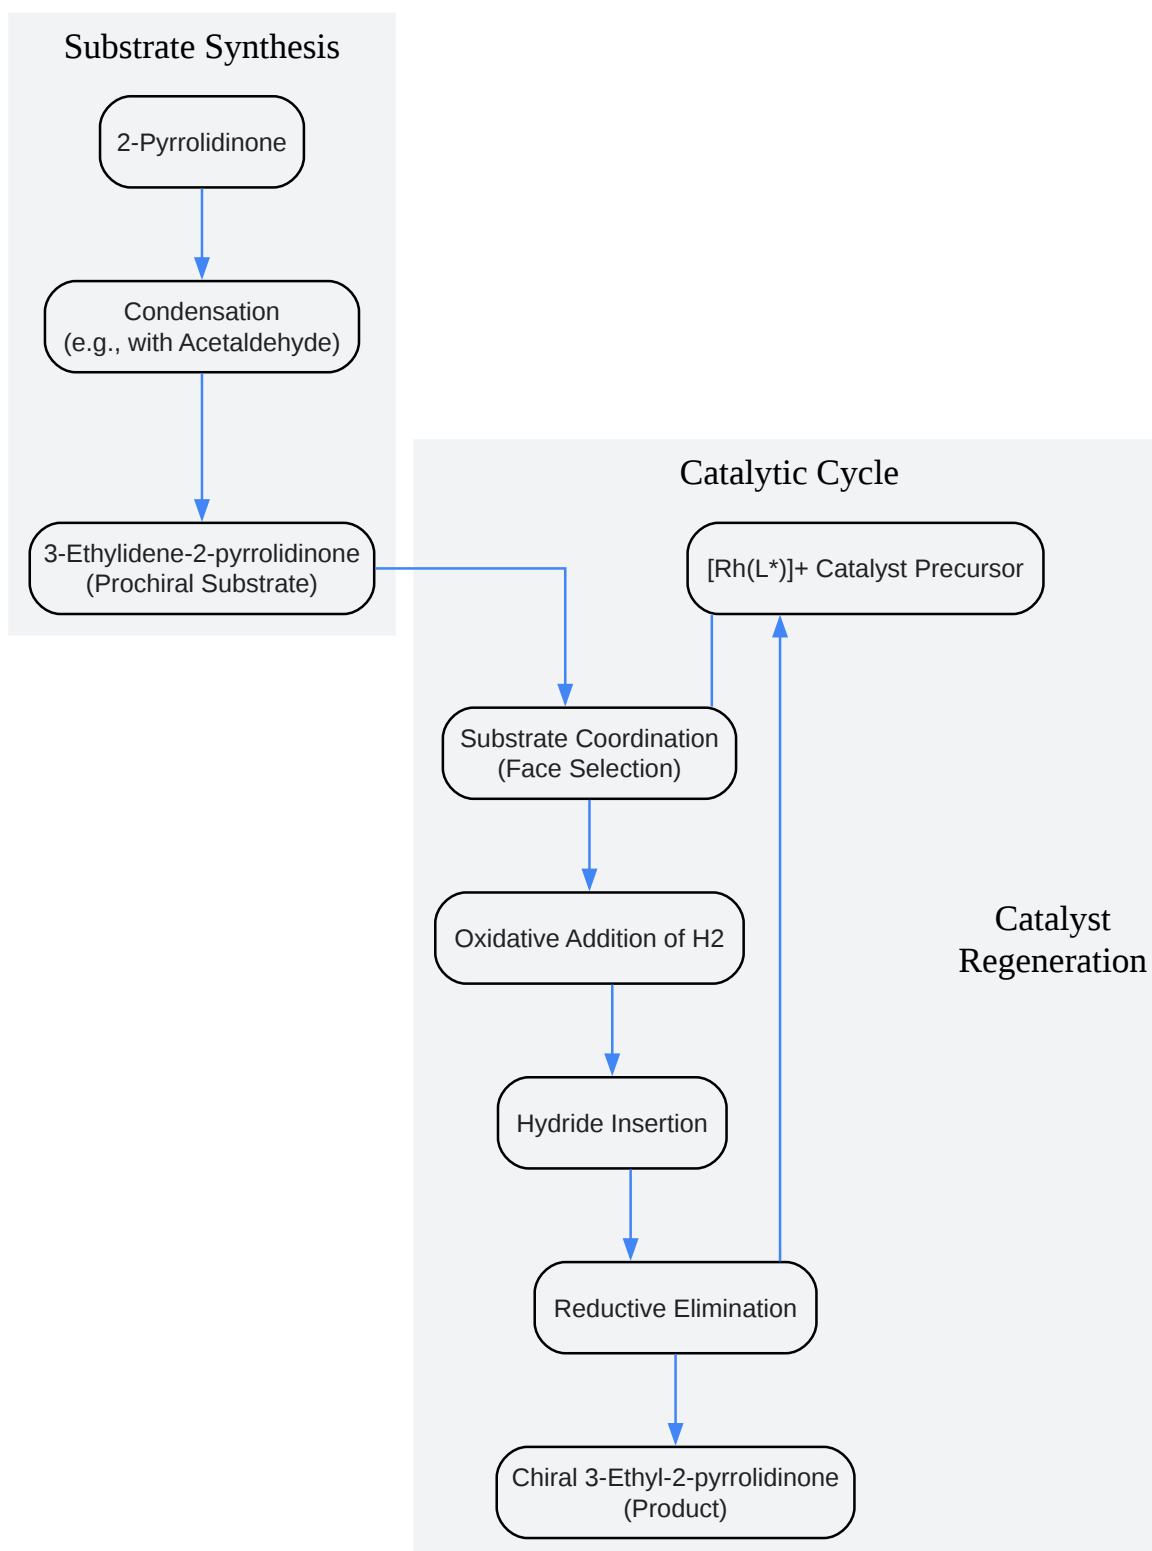 Substrate Synthesis
2-Pyrrolidinone
Condensation
(e.g., with Acetaldehyde)
3-Ethylidene-2-pyrrolidinone
(Prochiral Substrate)
Catalytic Cycle
[Rh(L*)]+ Catalyst Precursor
Substrate Coordination
(Face Selection)
Oxidative Addition of H2
Catalyst
Regeneration
Hydride Insertion
Reductive Elimination
Chiral 3-Ethyl-2-pyrrolidinone
(Product)